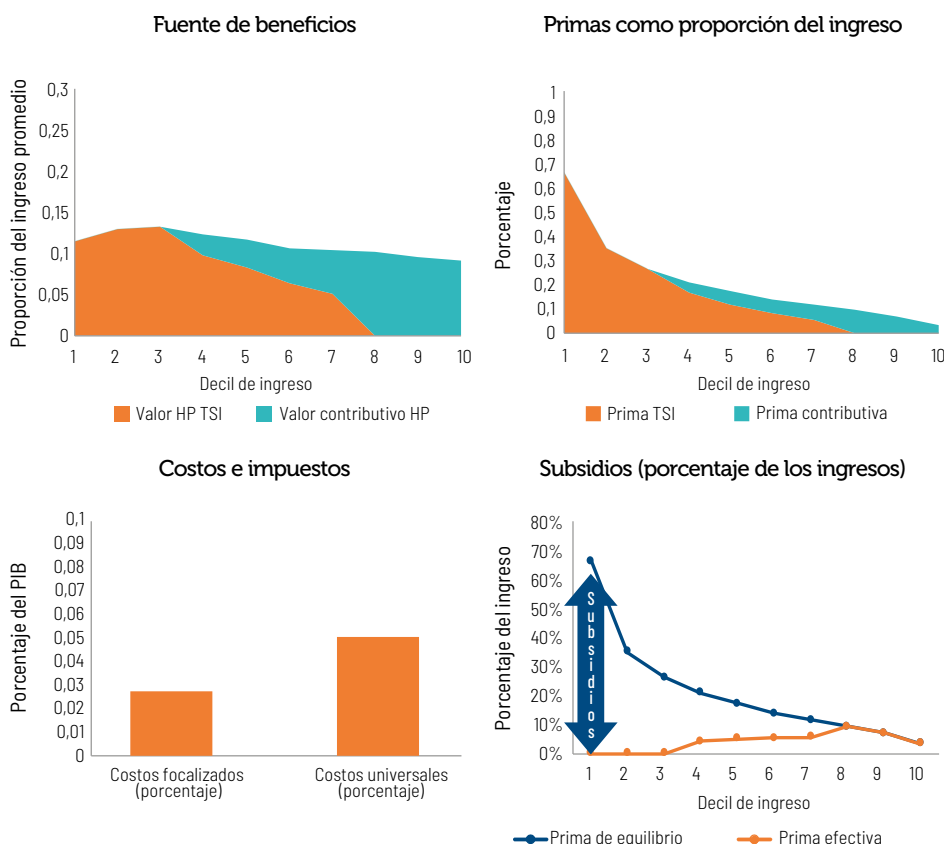 Fuente de beneficios
Proporción del ingreso promedio
0,3
0,25
0,2
0,15
0,1
0,05
0
1 2 3 4 5 6 7 8 9 10
Decil de ingreso
Valor HP TSI Valor contributivo HP
Primas como proporción del ingreso
Porcentaje
1
0,9
0,8
0,7
0,6
0,5
0,4
0,3
0,2
0,1
0
1 2 3 4 5 6 7 8 9 10
Decil de ingreso
Prima TSI Prima contributiva
Costos e impuestos
Porcentaje del PIB
0,1
0,09
0,08
0,07
0,06
0,05
0,04
0,03
0,02
0,01
0
Costos focalizados Costos universales
(porcentaje) (porcentaje)
Subsidios (porcentaje de los ingresos)
Porcentaje del ingreso
80%
70%
60%
50%
40%
30%
20%
10%
0%
Subsidios
1 2 3 4 5 6 7 8 9 10
Decil de ingreso
Prima de equilibrio Prima efectiva